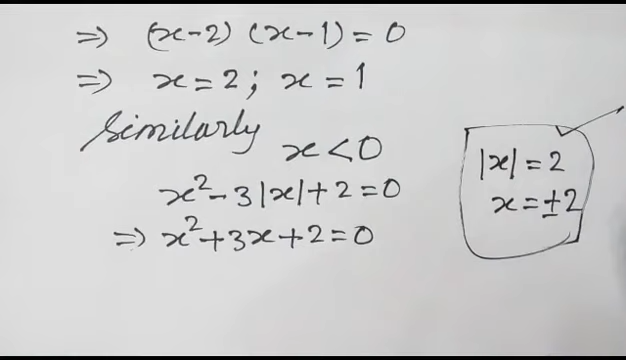 ⇒ (x-2) (x-1) = 0
⇒ x = 2 ; x = 1
Similarly
x < 0
x² - 3|x| + 2 = 0
⇒ x² + 3x + 2 = 0
|x| = 2
x = ±2